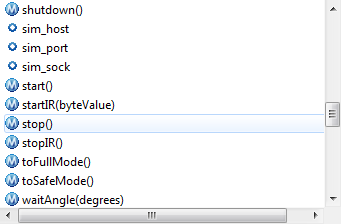 shutdown()
sim_host
sim_port
sim_sock
start()
startIR(byteValue)
stop()
stopIR()
toFullMode()
toSafeMode()
waitAngle(degrees)